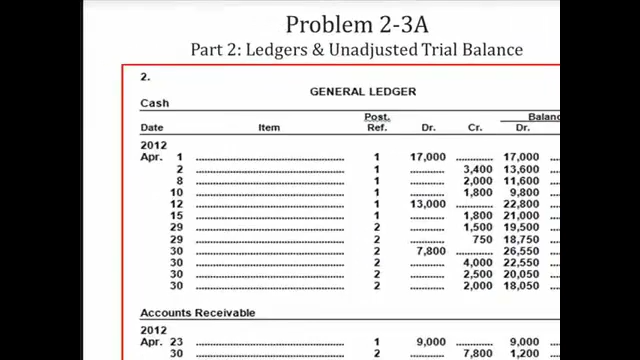 Problem 2-3A
Part 2: Ledgers & Unadjusted Trial Balance
2.
GENERAL LEDGER
Cash
Post. Balanc
Date Item Ref. Dr. Cr. Dr.
2012
Apr. 1 ............................................ 1 17,000 ............ 17,000
2 ............................................ 1 ............ 3,400 13,600
8 ............................................ 1 ............ 2,000 11,600
10 ............................................ 1 ............ 1,800 9,800
12 ............................................ 1 13,000 ............ 22,800
15 ............................................ 1 ............ 1,800 21,000
29 ............................................ 2 ............ 1,500 19,500
29 ............................................ 2 ............ 750 18,750
30 ............................................ 2 7,800 ............ 26,550
30 ............................................ 2 ............ 4,000 22,550
30 ............................................ 2 ............ 2,500 20,050
30 ............................................ 2 ............ 2,000 18,050
Accounts Receivable
2012
Apr. 23 ............................................ 1 9,000 ............ 9,000
30 ............................................ 2 ............ 7,800 1,200